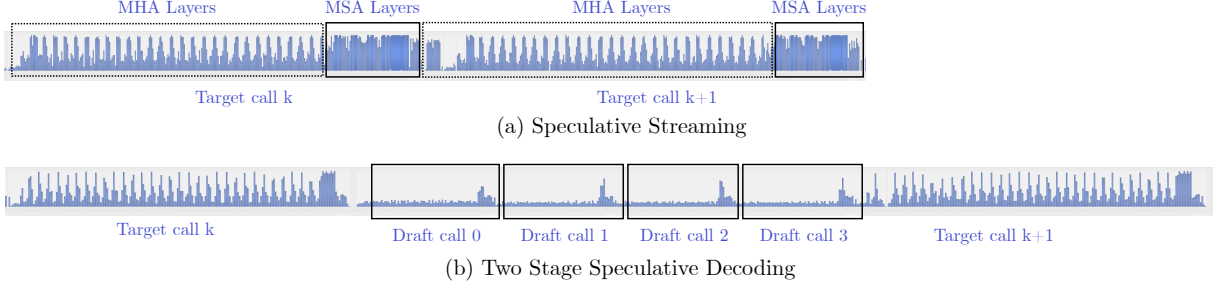 MHA Layers MSA Layers MHA Layers MSA Layers
Target call k Target call k+1
(a) Speculative Streaming
Target call k Draft call 0 Draft call 1 Draft call 2 Draft call 3 Target call k+1
(b) Two Stage Speculative Decoding